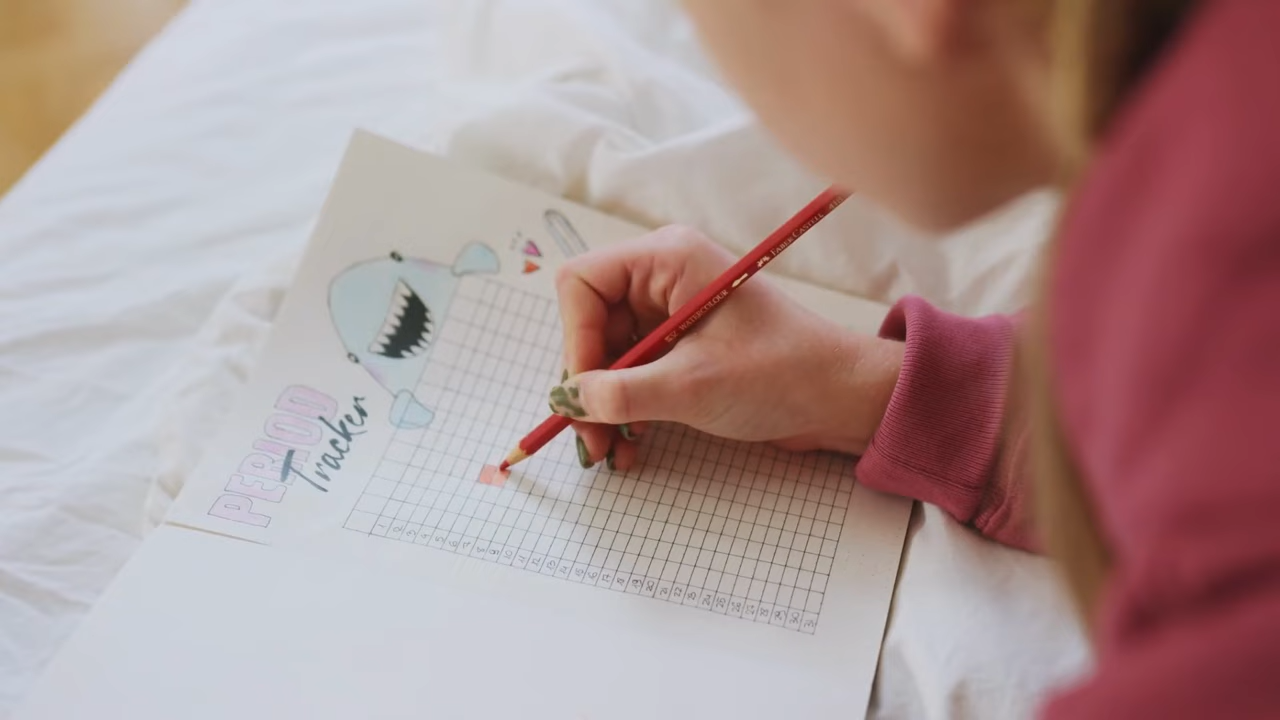 PERIOD
Tracker
1 2 3 4 5 6 7 8 9 10 11 12 13 14 15 16 17 18 19 20 21 22 23 24 25 26 27 28 29 30 31
WATERCOLOUR FABER-CASTELL